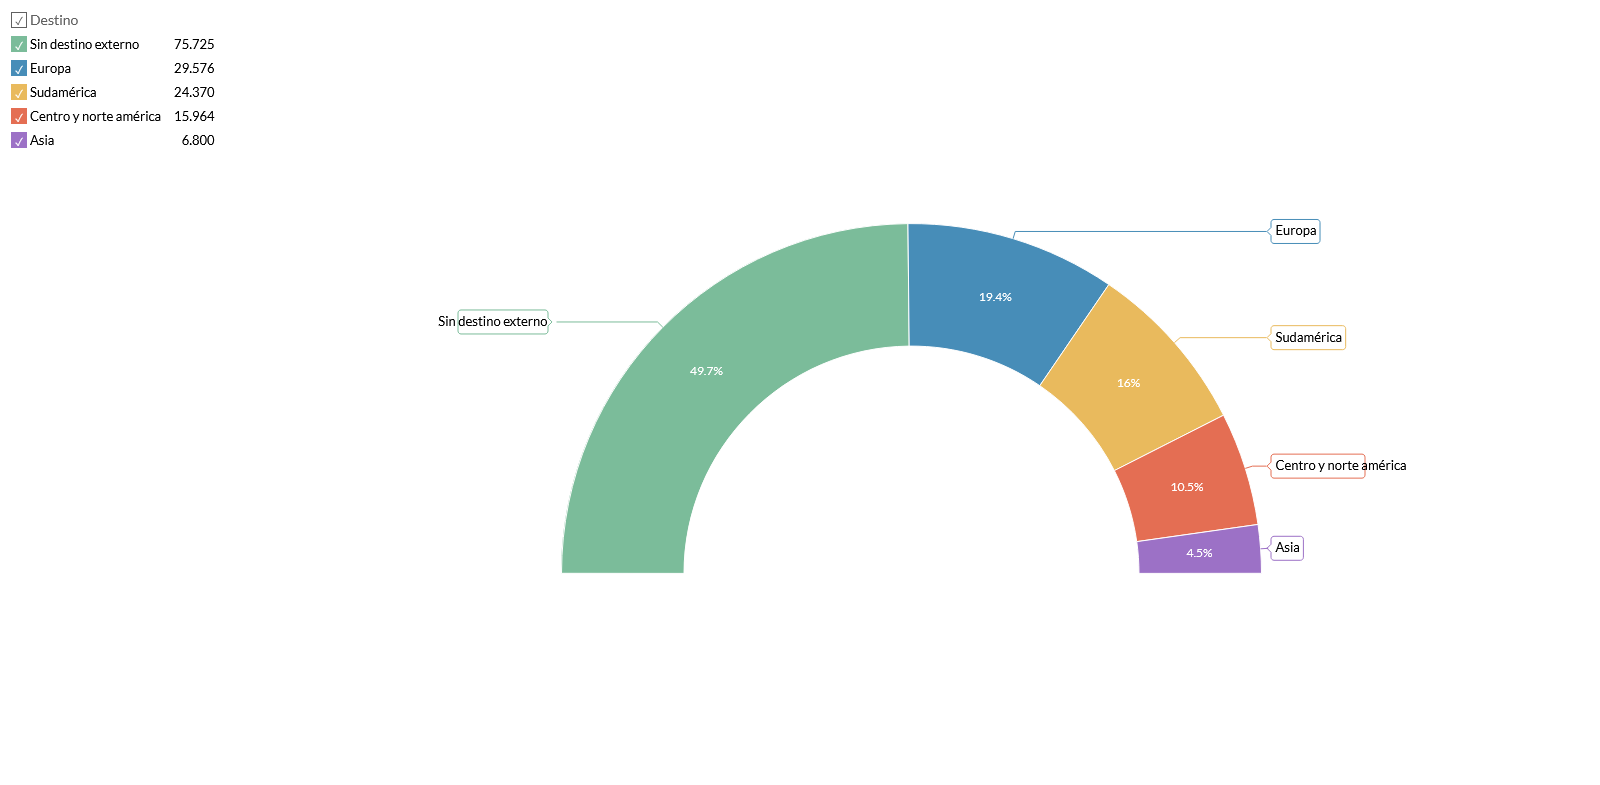 Destino
Sin destino externo 75.725
Europa 29.576
Sudamérica 24.370
Centro y norte américa 15.964
Asia 6.800
Europa
19.4%
Sin destino externo
Sudamérica
49.7%
16%
Centro y norte américa
10.5%
Asia
4.5%